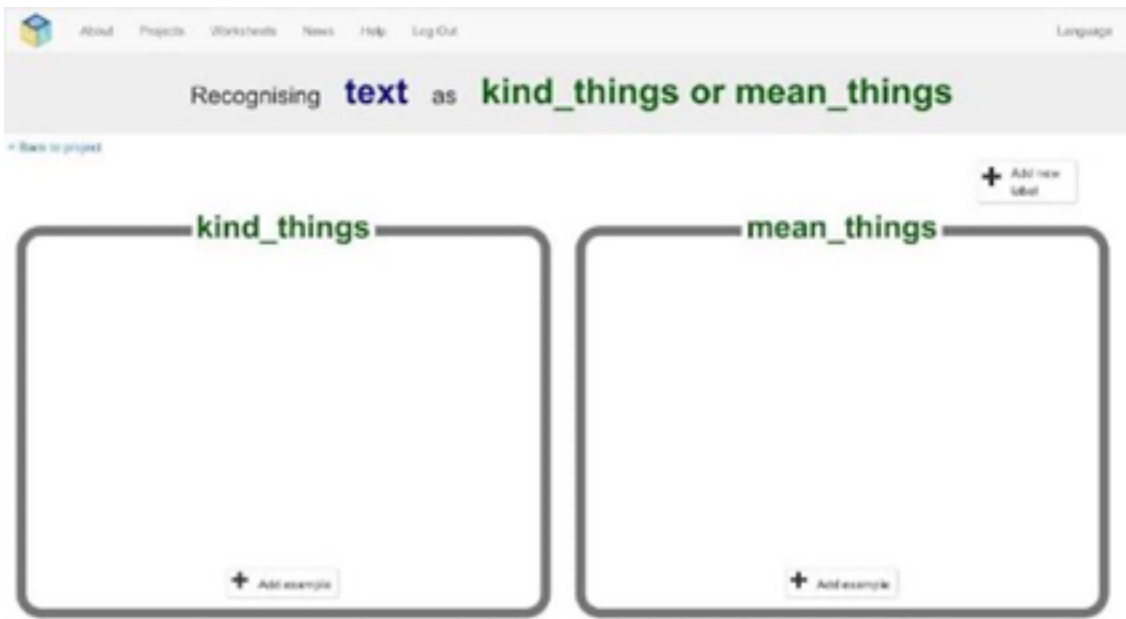 About Projects Worksheets News Help Log Out Language
Recognising text as kind_things or mean_things
< Back to project
Add new
label
kind_things mean_things
Add example Add example